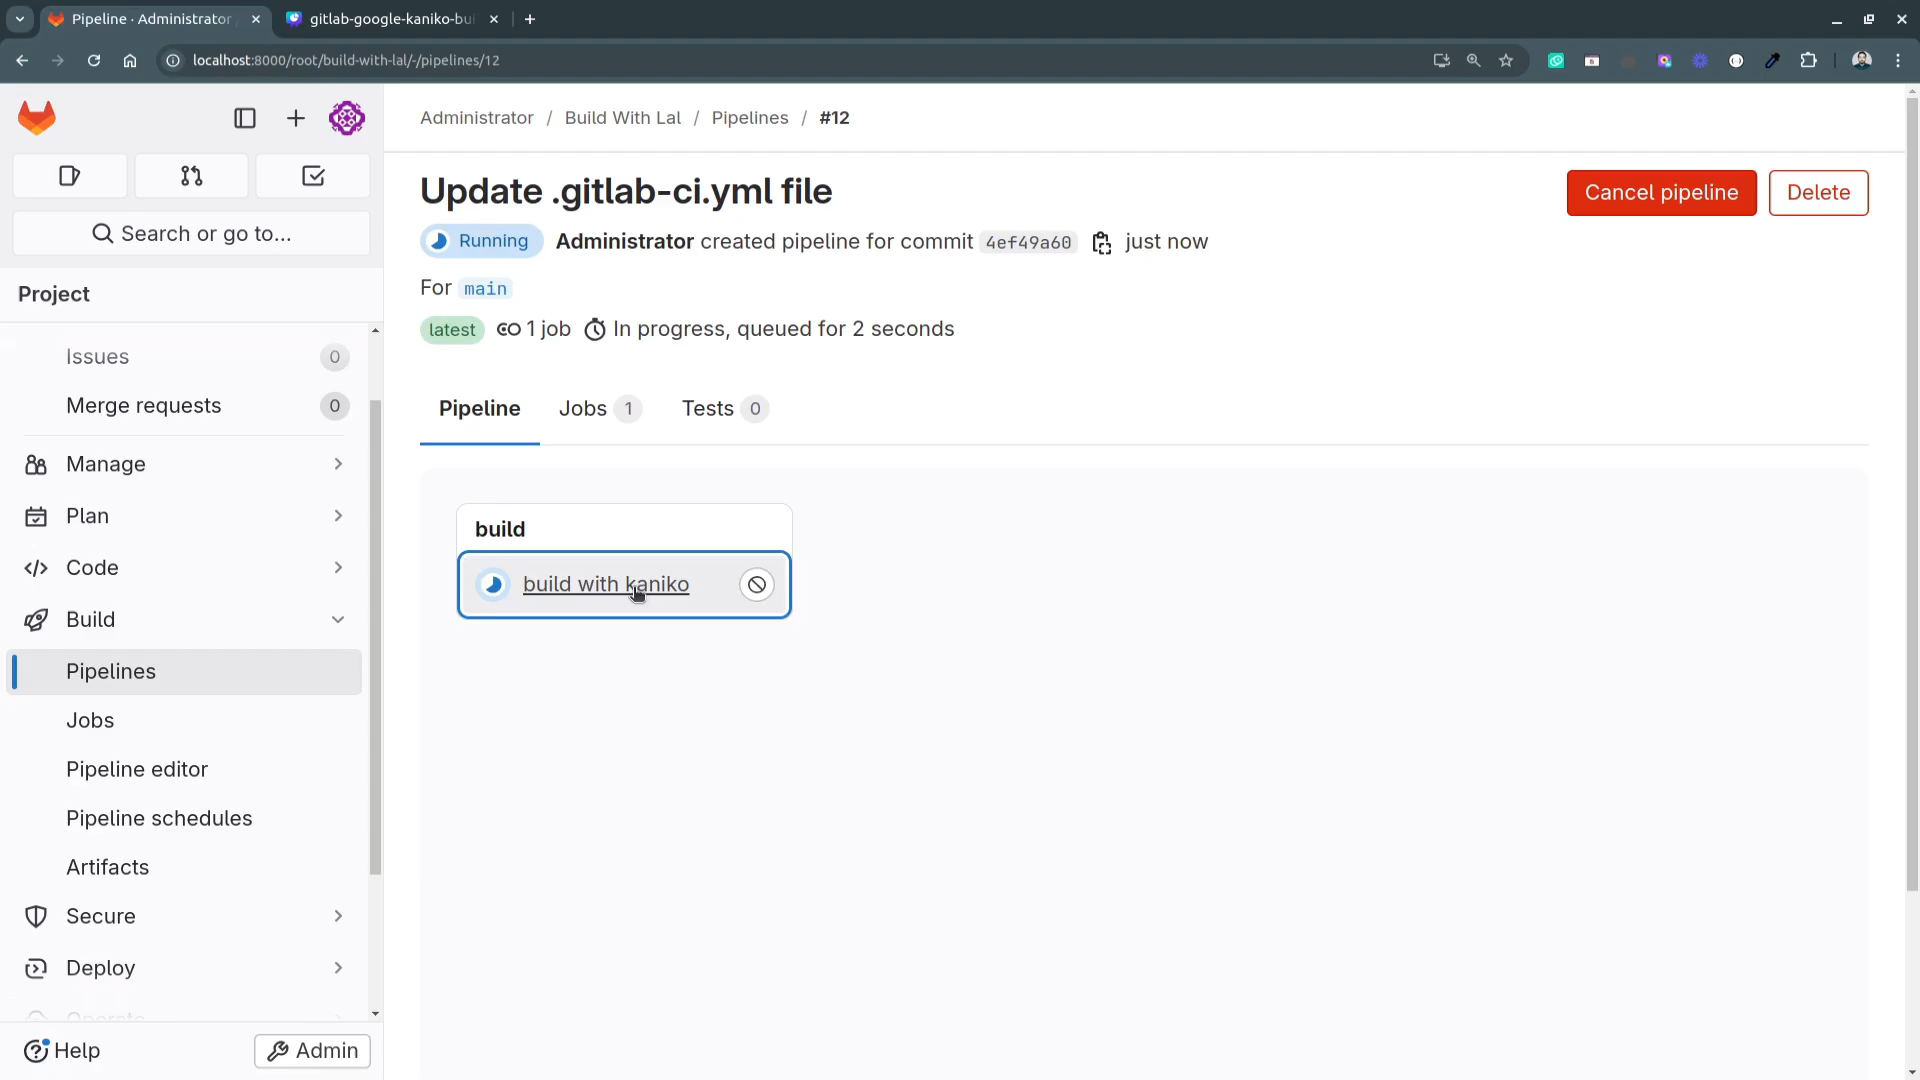 Pipeline · Administrator
gitlab-google-kaniko-bui
localhost:8000/root/build-with-lal/-/pipelines/12
Administrator / Build With Lal / Pipelines / #12
Search or go to...
Project
Issues 0
Merge requests 0
Manage
Plan
Code
Build
Pipelines
Jobs
Pipeline editor
Pipeline schedules
Artifacts
Secure
Deploy
Operate
Help
Admin
Update .gitlab-ci.yml file
Cancel pipeline
Delete
Running Administrator created pipeline for commit 4ef49a60 just now
For main
latest 1 job In progress, queued for 2 seconds
Pipeline Jobs 1 Tests 0
build
build with kaniko